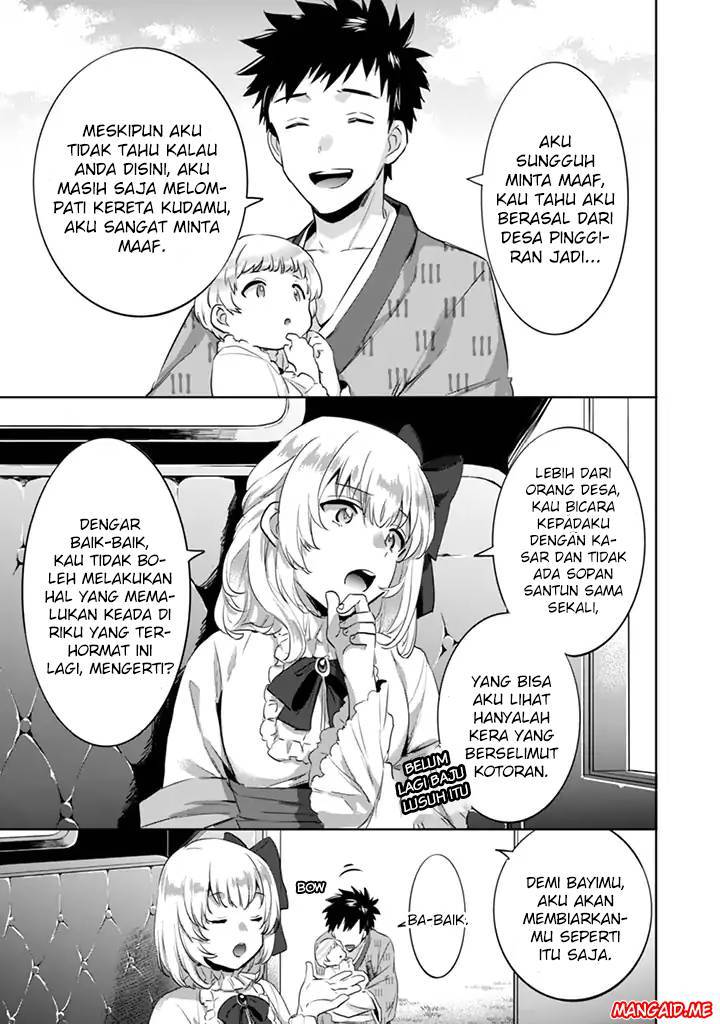 AKU
SUNGGUH
MINTA MAAF,
KAU TAHU AKU
BERASAL DARI
DESA PINGGI-
RAN JADI...
MESKIPUN AKU
TIDAK TAHU KALAU
ANDA DISINI, AKU
MASIH SAJA MELOM-
PATI KERETA KUDAMU,
AKU SANGAT MINTA
MAAF.
LEBIH DARI
ORANG DESA,
KAU BICARA
KEPADAKU
DENGAN KA-
SAR DAN TIDAK
ADA SOPAN
SANTUN SAMA
SEKALI,
YANG BISA
AKU LIHAT
HANYALAH
KERA YANG
BERSELIMUT
KOTORAN.
BELUM
LAGI BAJU
LUSUH ITU
DENGAR
BAIK-BAIK,
KAU TIDAK BO-
LEH MELAKUKAN
HAL YANG MEMA-
LUKAN KEADA DI
RIKU YANG TER-
HORMAT INI
LAGI, MENGERTI?
DEMI BAYIMU,
AKU AKAN
MEMBIARKAN-
MU SEPERTI
ITU SAJA.
BA-BAIK.
BOW
MANGAID.ME